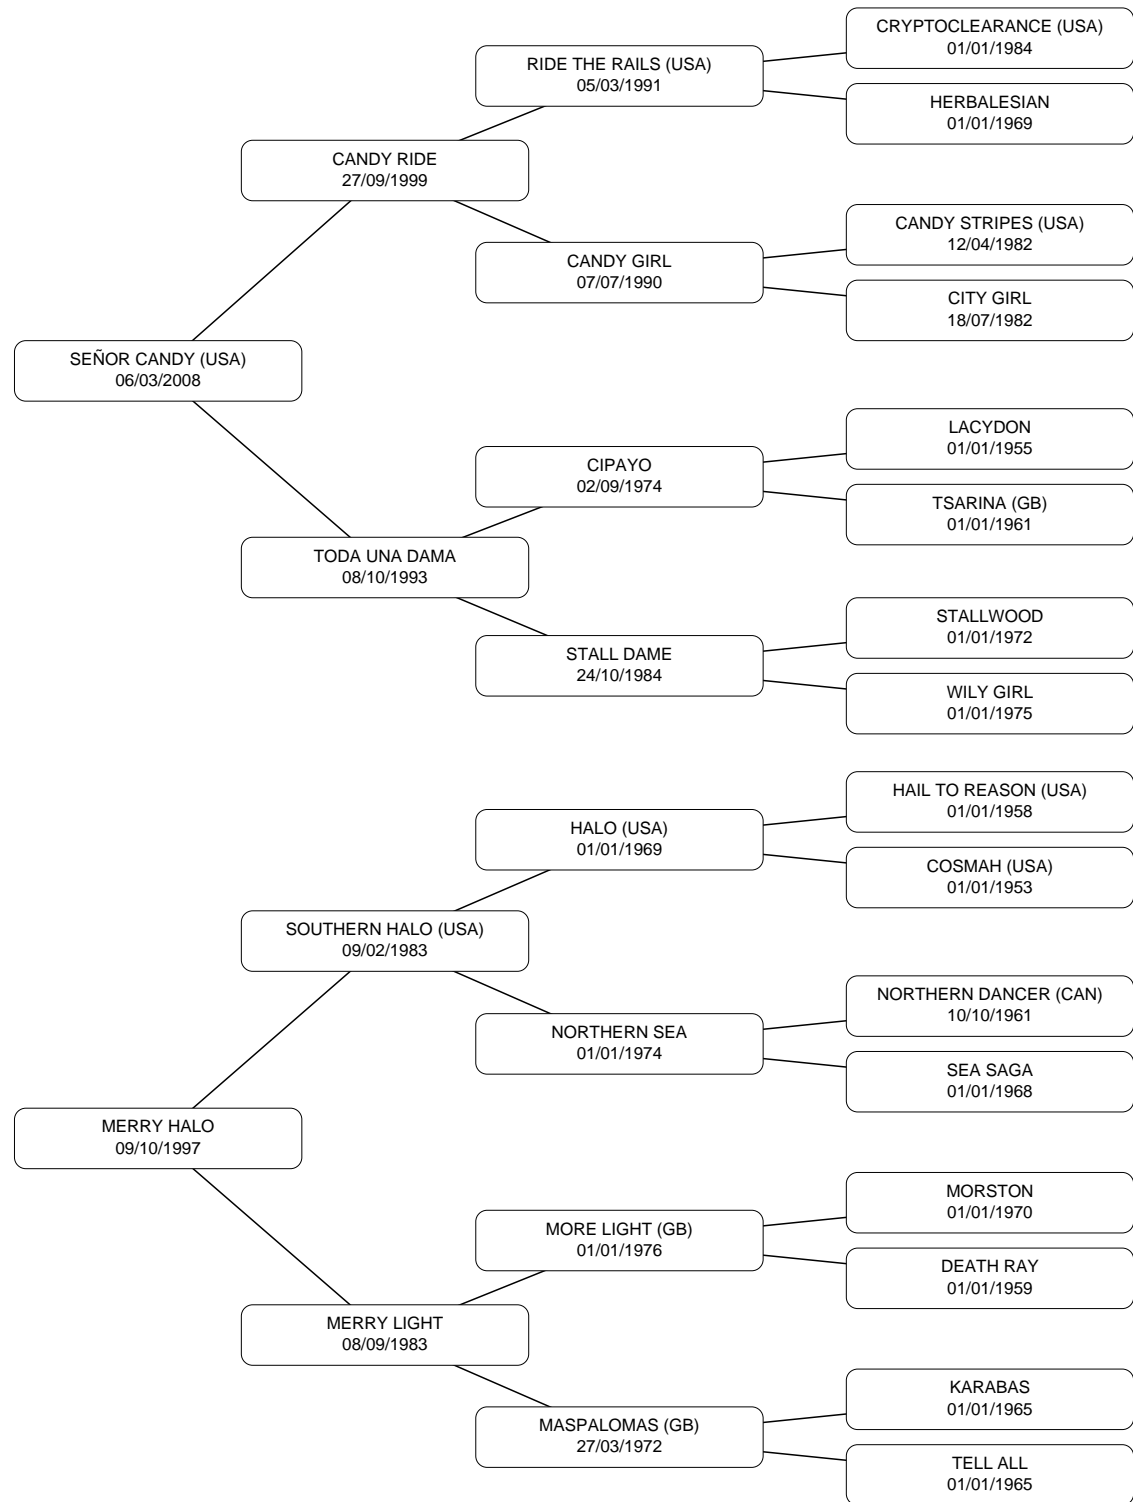 CRYPTOCLEARANCE (USA)
01/01/1984
RIDE THE RAILS (USA)
05/03/1991
HERBALESIAN
01/01/1969
CANDY RIDE
27/09/1999
CANDY STRIPES (USA)
12/04/1982
CANDY GIRL
07/07/1990
CITY GIRL
18/07/1982
SEÑOR CANDY (USA)
06/03/2008
LACYDON
01/01/1955
CIPAYO
02/09/1974
TSARINA (GB)
01/01/1961
TODA UNA DAMA
08/10/1993
STALLWOOD
01/01/1972
STALL DAME
24/10/1984
WILY GIRL
01/01/1975
HAIL TO REASON (USA)
01/01/1958
HALO (USA)
01/01/1969
COSMAH (USA)
01/01/1953
SOUTHERN HALO (USA)
09/02/1983
NORTHERN DANCER (CAN)
10/10/1961
NORTHERN SEA
01/01/1974
SEA SAGA
01/01/1968
MERRY HALO
09/10/1997
MORSTON
01/01/1970
MORE LIGHT (GB)
01/01/1976
DEATH RAY
01/01/1959
MERRY LIGHT
08/09/1983
KARABAS
01/01/1965
MASPALOMAS (GB)
27/03/1972
TELL ALL
01/01/1965